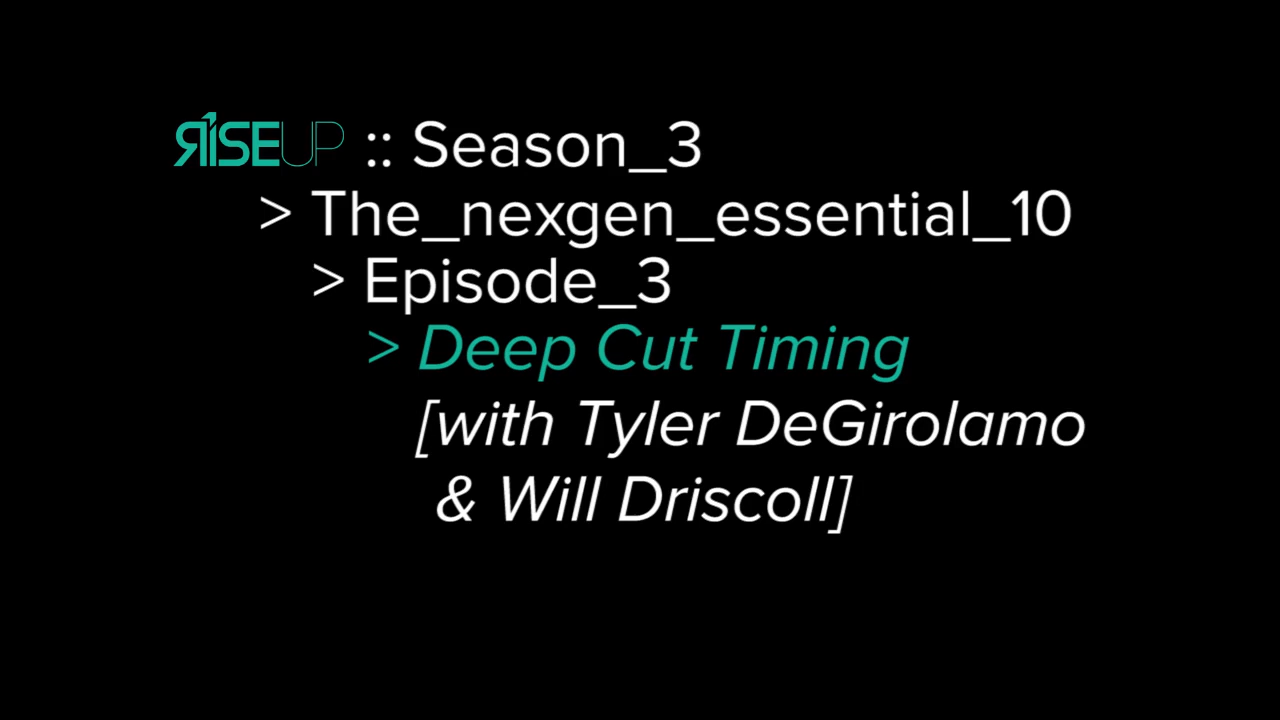 RISEUP :: Season_3
> The_nexgen_essential_10
> Episode_3
> Deep Cut Timing
[with Tyler DeGirolamo
& Will Driscoll]